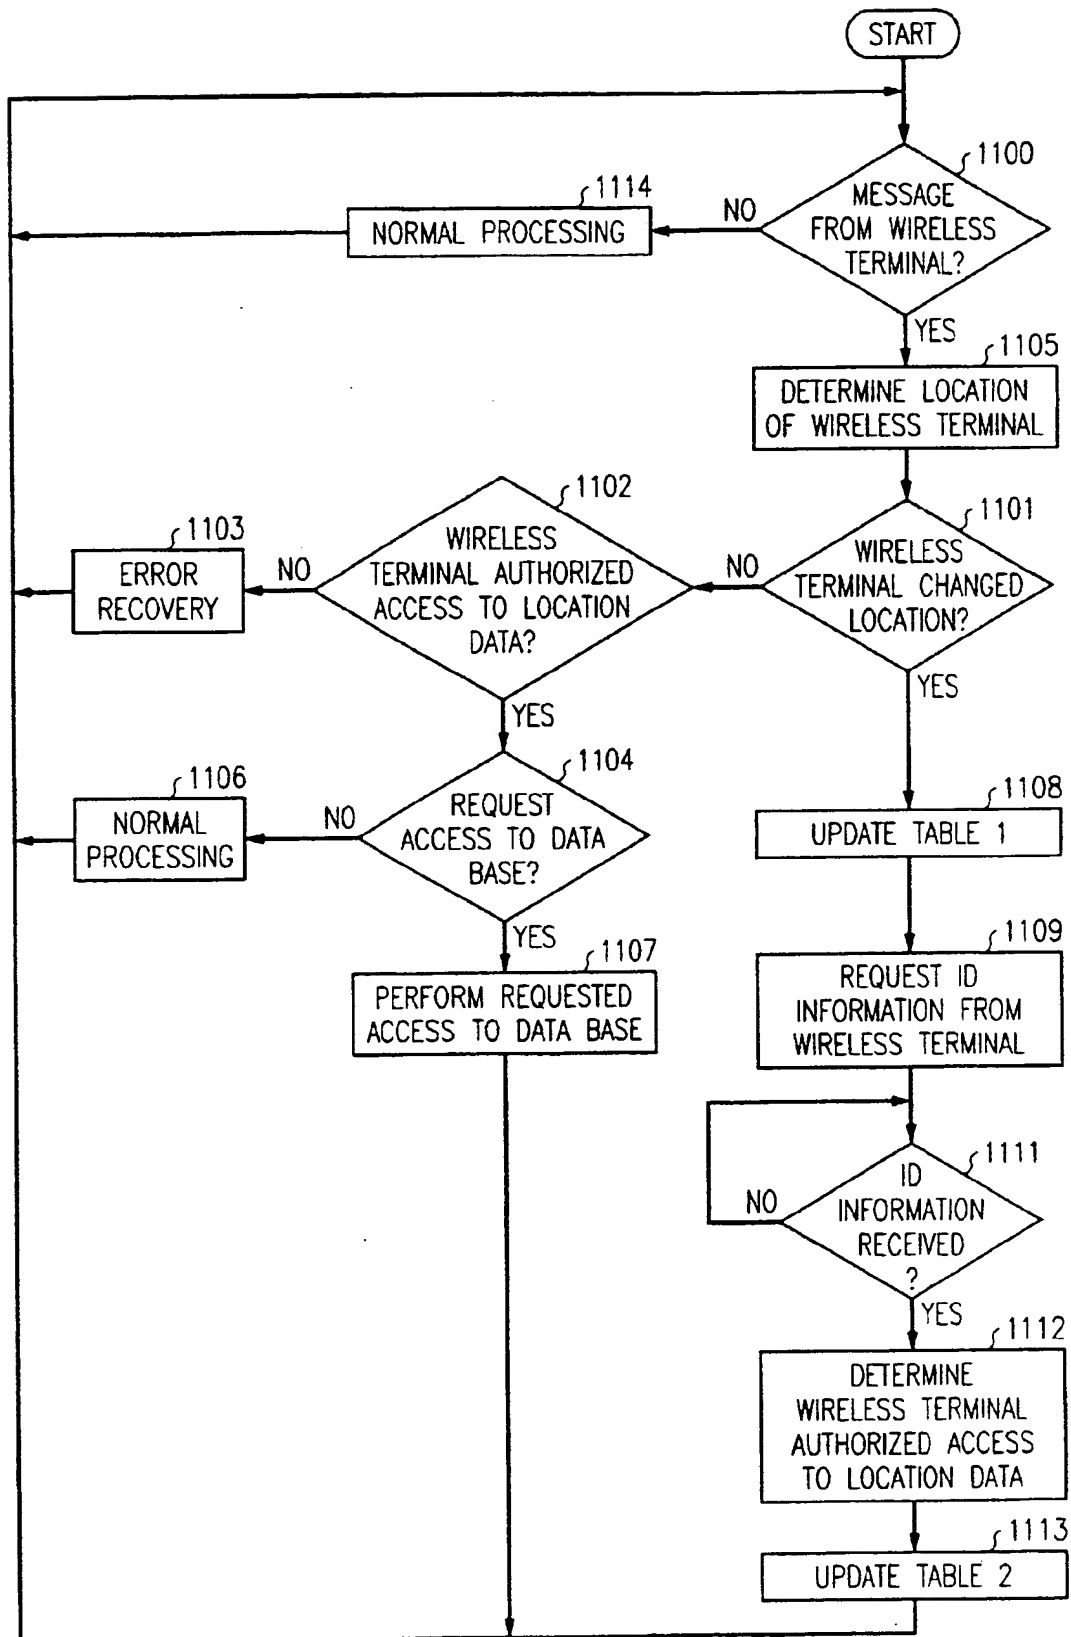 START
1100
MESSAGE
FROM WIRELESS
TERMINAL?
NO
1114
NORMAL PROCESSING
YES
1105
DETERMINE LOCATION
OF WIRELESS TERMINAL
1101
WIRELESS
TERMINAL CHANGED
LOCATION?
NO
1102
WIRELESS
TERMINAL AUTHORIZED
ACCESS TO LOCATION
DATA?
NO
1103
ERROR
RECOVERY
YES
YES
1104
REQUEST
ACCESS TO DATA
BASE?
NO
1106
NORMAL
PROCESSING
YES
1107
PERFORM REQUESTED
ACCESS TO DATA BASE
1108
UPDATE TABLE 1
1109
REQUEST ID
INFORMATION FROM
WIRELESS TERMINAL
1111
ID
INFORMATION
RECEIVED
?
NO
YES
1112
DETERMINE
WIRELESS TERMINAL
AUTHORIZED ACCESS
TO LOCATION DATA
1113
UPDATE TABLE 2